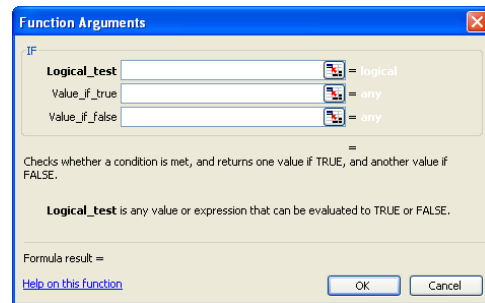 Function Arguments
IF
Logical_test = logical
Value_if_true = any
Value_if_false = any
=
Checks whether a condition is met, and returns one value if TRUE, and another value if
FALSE.
Logical_test is any value or expression that can be evaluated to TRUE or FALSE.
Formula result =
Help on this function OK Cancel